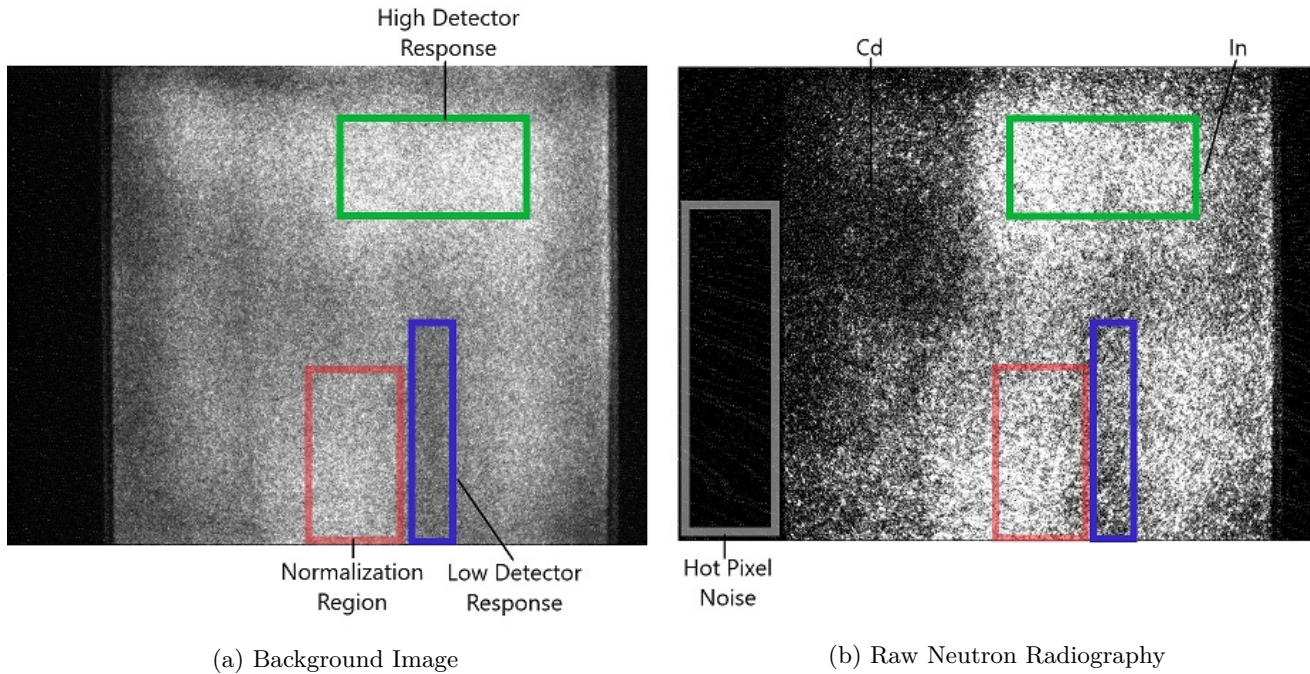 High Detector
Response
Cd
In
Normalization
Region
Low Detector
Response
Hot Pixel
Noise
(a) Background Image
(b) Raw Neutron Radiography